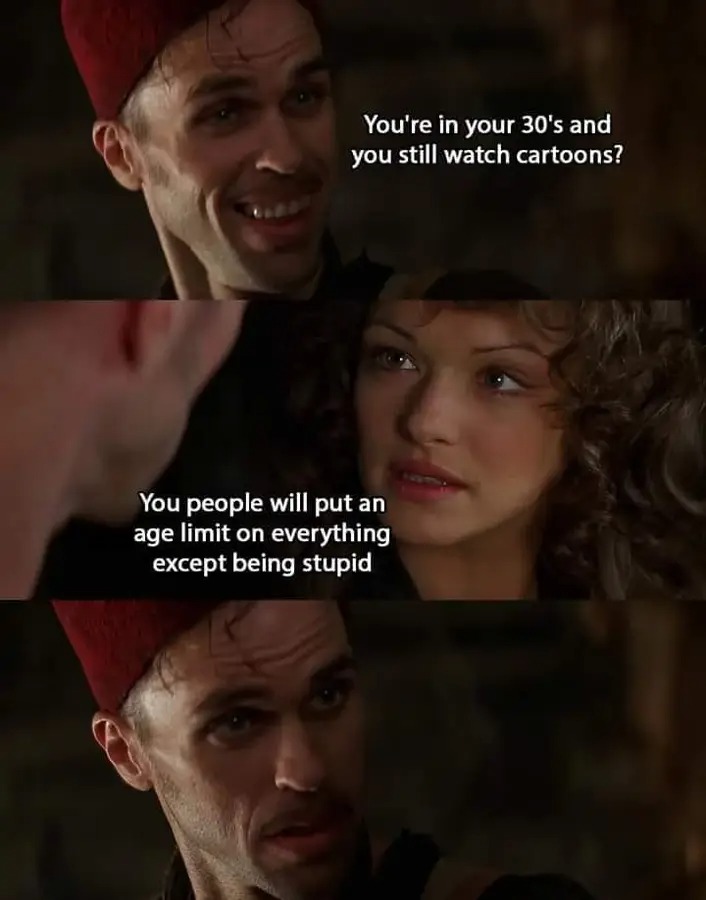 You're in your 30's and
you still watch cartoons?
You people will put an
age limit on everything
except being stupid